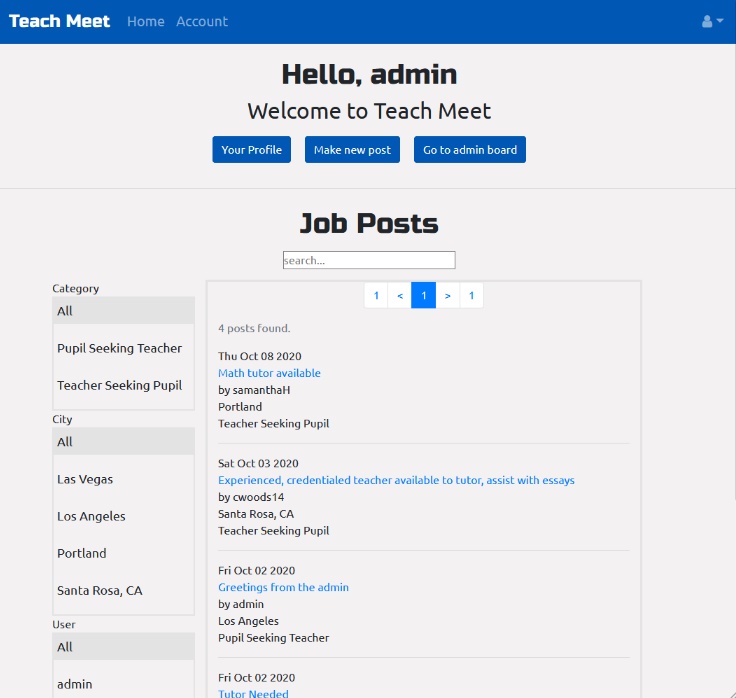 Teach Meet Home Account
Hello, admin
Welcome to Teach Meet
Your Profile Make new post Go to admin board
Job Posts
search...
Category
All
Pupil Seeking Teacher
Teacher Seeking Pupil
City
All
Las Vegas
Los Angeles
Portland
Santa Rosa, CA
User
All
admin
1 < 1 > 1
4 posts found.
Thu Oct 08 2020
Math tutor available
by samanthaH
Portland
Teacher Seeking Pupil
Sat Oct 03 2020
Experienced, credentialed teacher available to tutor, assist with essays
by cwoods14
Santa Rosa, CA
Teacher Seeking Pupil
Fri Oct 02 2020
Greetings from the admin
by admin
Los Angeles
Pupil Seeking Teacher
Fri Oct 02 2020
Tutor Needed